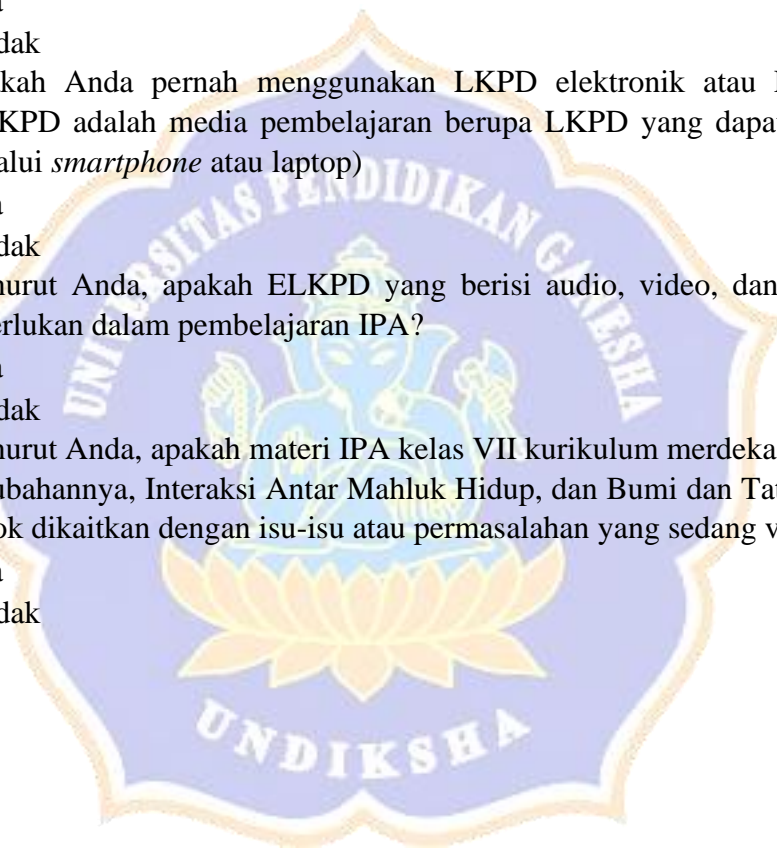 a
dak
kah Anda pernah menggunakan LKPD elektronik atau
KPD adalah media pembelajaran berupa LKPD yang dapa
alui smartphone atau laptop)
a
dak
nurut Anda, apakah ELKPD yang berisi audio, video, dan
erlukan dalam pembelajaran IPA?
a
dak
nurut Anda, apakah materi IPA kelas VII kurikulum merdeka
ubahannya, Interaksi Antar Mahluk Hidup, dan Bumi dan Tat
ok dikaitkan dengan isu-isu atau permasalahan yang sedang v
a
dak
UNIVERSITAS PENDIDIKAN GANESHA
UNDIKSHA